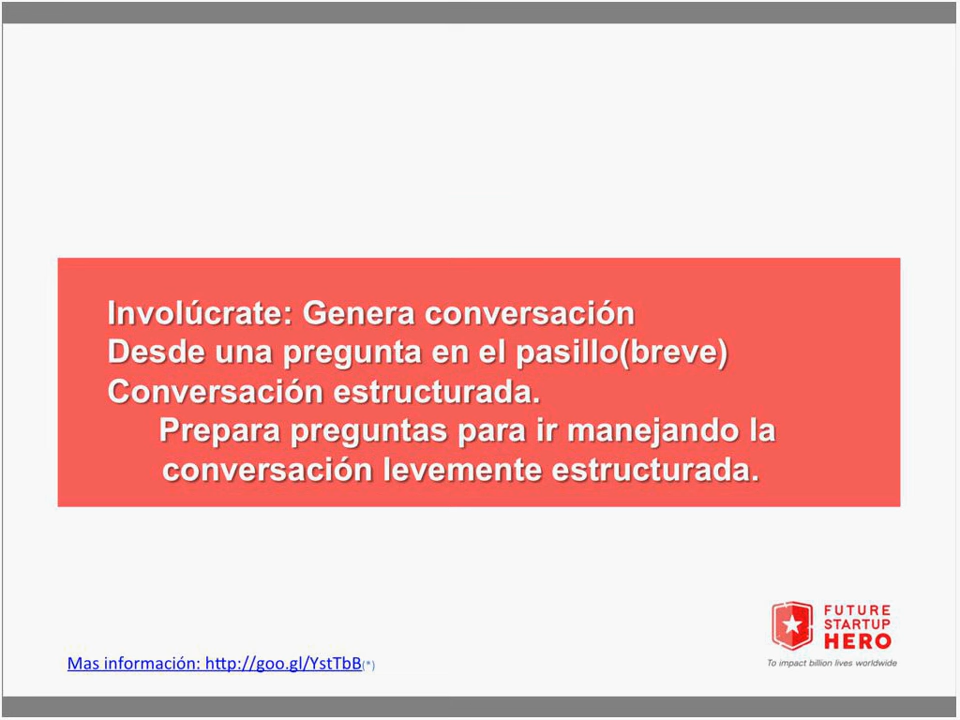 Involúcrate: Genera conversación
Desde una pregunta en el pasillo(breve)
Conversación estructurada.
Prepara preguntas para ir manejando la
conversación levemente estructurada.
FUTURE
STARTUP
HERO
To impact billion lives worldwide
Mas información: http://goo.gl/YstTbB(*)